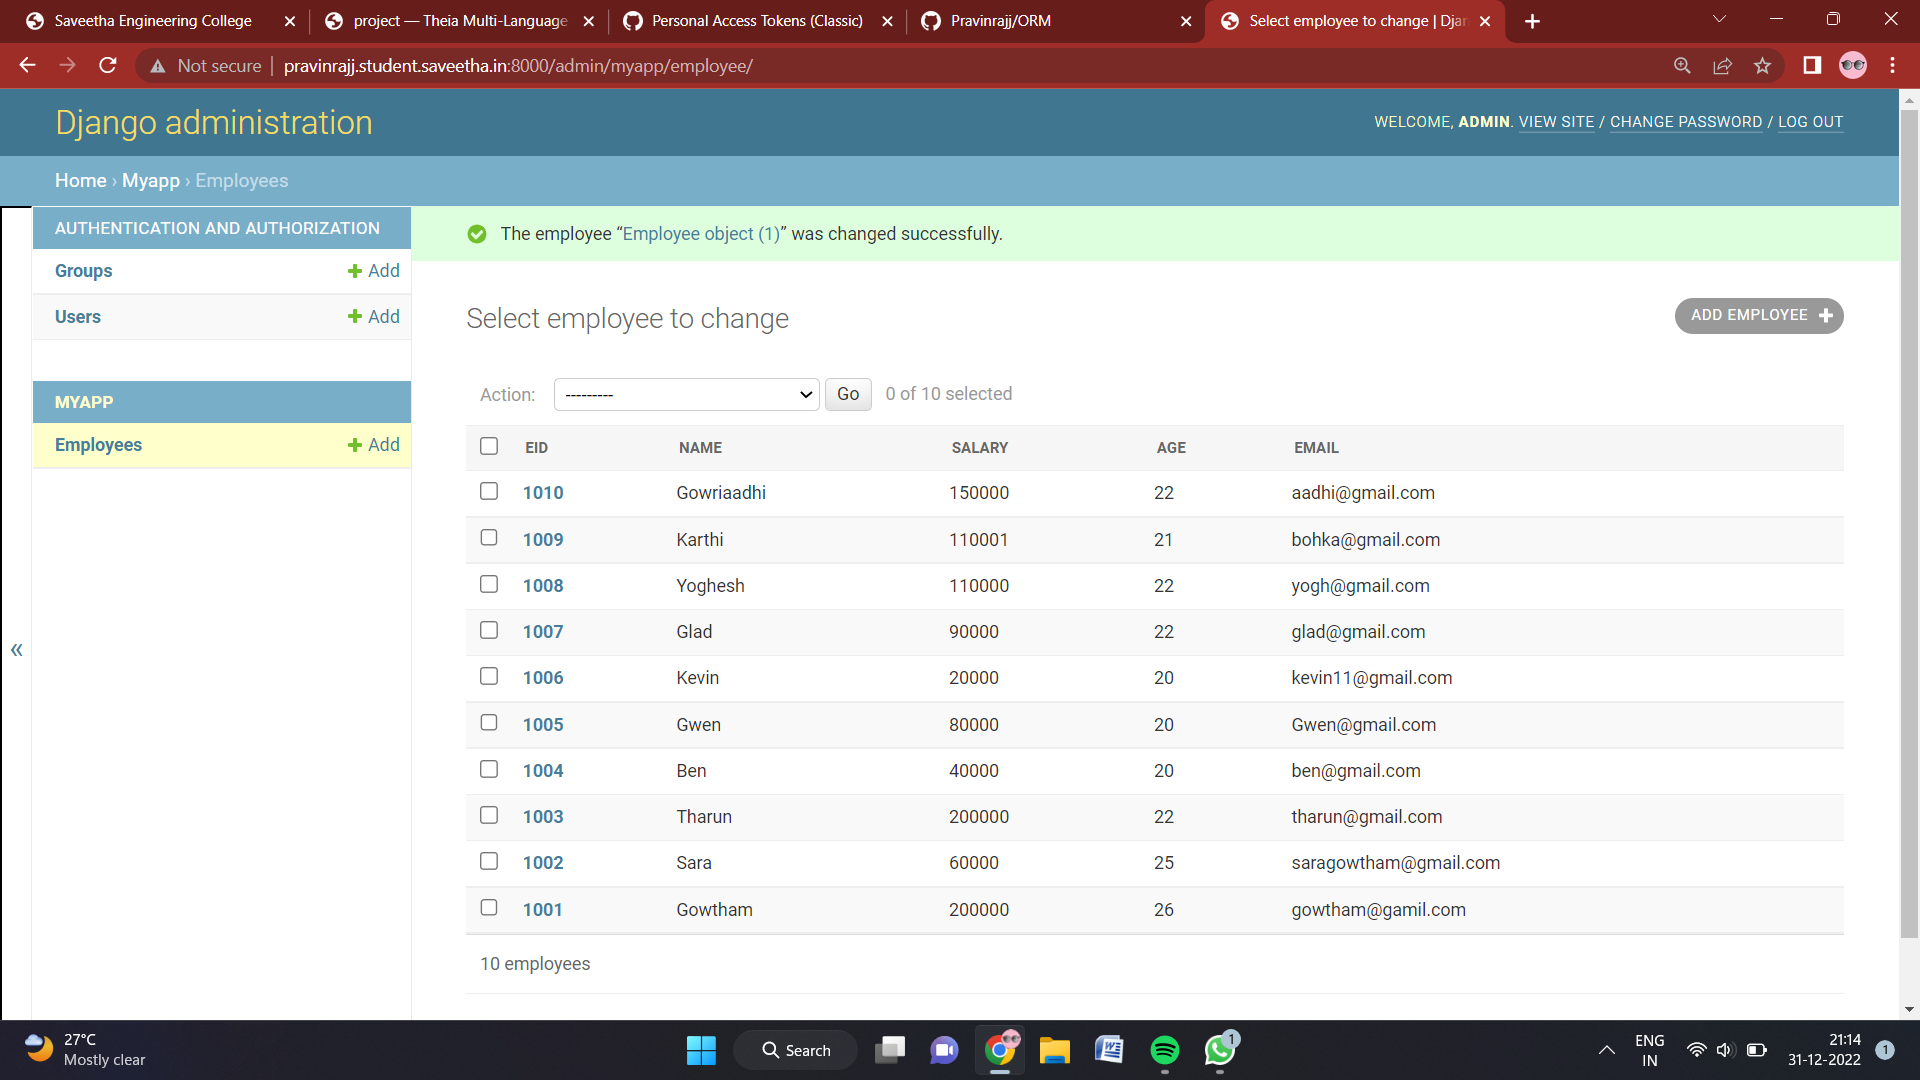 Saveetha Engineering College
project — Theia Multi-Language
Personal Access Tokens (Classic)
Pravinrajj/ORM
Select employee to change | Djan
Not secure
pravinrajj.student.saveetha.in:8000/admin/myapp/employee/
Django administration
WELCOME, ADMIN. VIEW SITE / CHANGE PASSWORD / LOG OUT
Home › Myapp › Employees
AUTHENTICATION AND AUTHORIZATION
Groups + Add
Users + Add
MYAPP
Employees + Add
«
The employee “Employee object (1)” was changed successfully.
Select employee to change
ADD EMPLOYEE +
Action: --------- Go 0 of 10 selected
EID NAME SALARY AGE EMAIL
1010 Gowriaadhi 150000 22 aadhi@gmail.com
1009 Karthi 110001 21 bohka@gmail.com
1008 Yoghesh 110000 22 yogh@gmail.com
1007 Glad 90000 22 glad@gmail.com
1006 Kevin 20000 20 kevin11@gmail.com
1005 Gwen 80000 20 Gwen@gmail.com
1004 Ben 40000 20 ben@gmail.com
1003 Tharun 200000 22 tharun@gmail.com
1002 Sara 60000 25 saragowtham@gmail.com
1001 Gowtham 200000 26 gowtham@gamil.com
10 employees
27°C
Mostly clear
Search
1
ENG
IN
21:14
31-12-2022
1